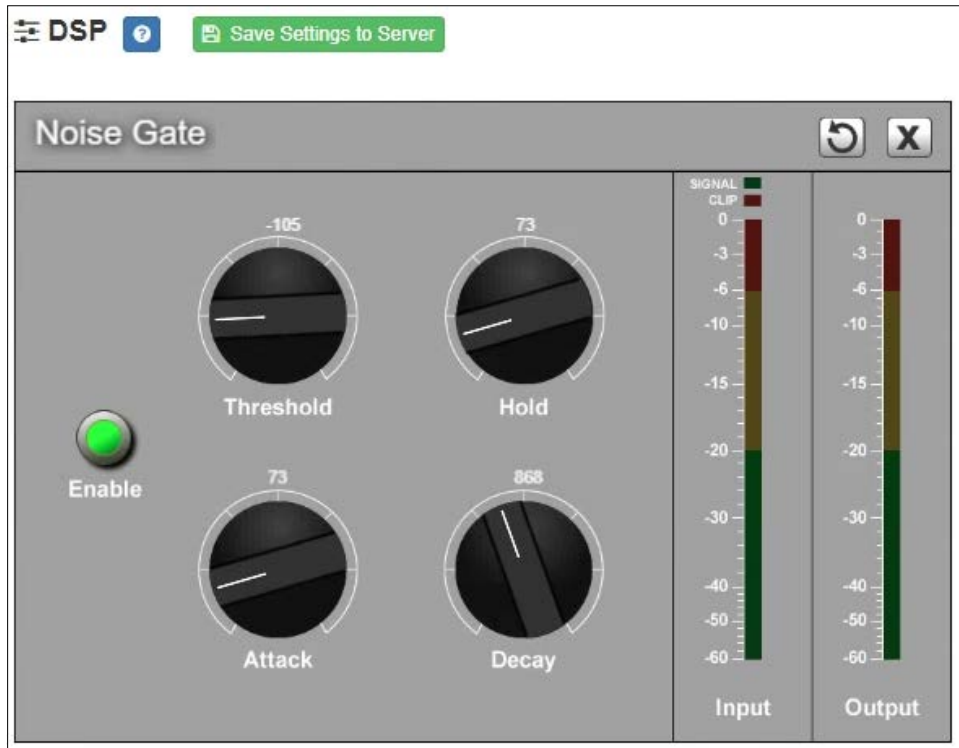 DSP ? Save Settings to Server
Noise Gate X
-105 73
Threshold Hold
Enable
73 868
Attack Decay
SIGNAL
CLIP
0 0
-3 -3
-6 -6
-10 -10
-15 -15
-20 -20
-30 -30
-40 -40
-50 -50
-60 -60
Input Output